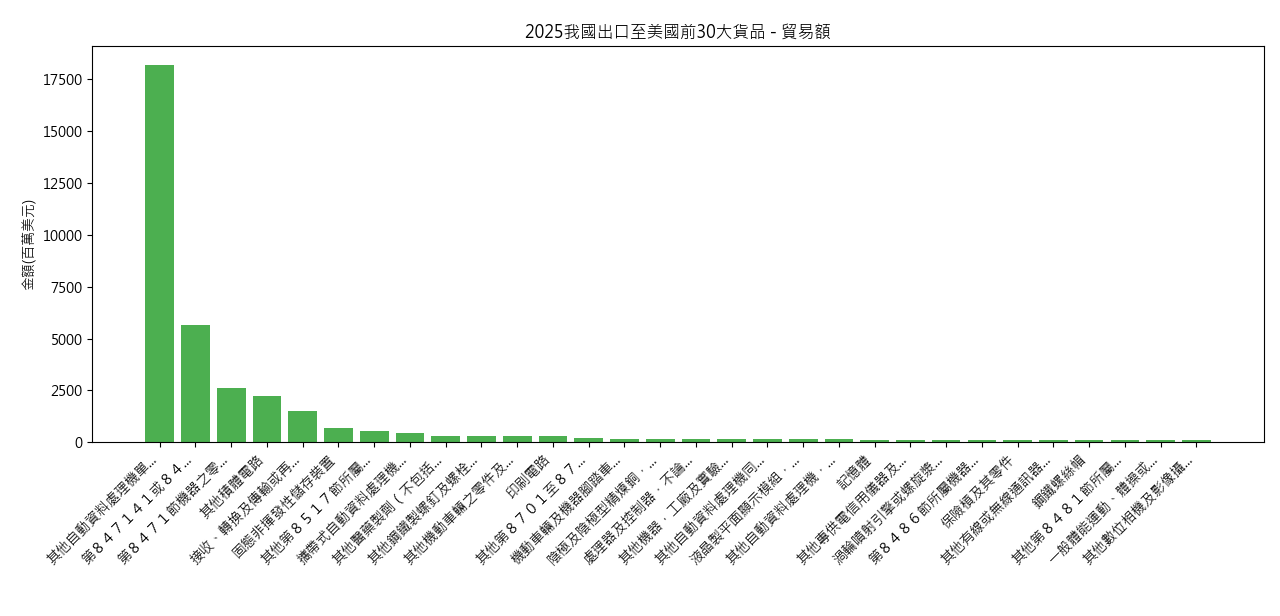 2025我國出口至美國前30大貨品 - 貿易額
金額(百萬美元)
17500
15000
12500
10000
7500
5000
2500
0
其他自動資料處理機單...
第８４７１４１或８４...
第８４７１節機器之零...
其他積體電路
接收、轉換及傳輸或再...
固態非揮發性儲存裝置
其他第８５１７節所屬...
攜帶式自動資料處理機...
其他醫藥製劑（不包括...
其他鋼鐵製螺釘及螺栓...
其他機動車輛之零件及...
印刷電路
其他第８７０１至８７...
機動車輛及機器腳踏車...
陰極及陰極型精煉銅．...
處理器及控制器．不論...
其他機器．工廠及實驗...
其他自動資料處理機同...
液晶製平面顯示模組．...
其他自動資料處理機．...
記憶體
其他專供電信用儀器及...
渦輪噴射引擎或螺旋漿...
第８４８６節所屬機器...
保險槓及其零件
其他有線或無線通訊器...
鋼鐵螺絲帽
其他第８４８１節所屬...
一般體能運動、體操或...
其他數位相機及影像攝...